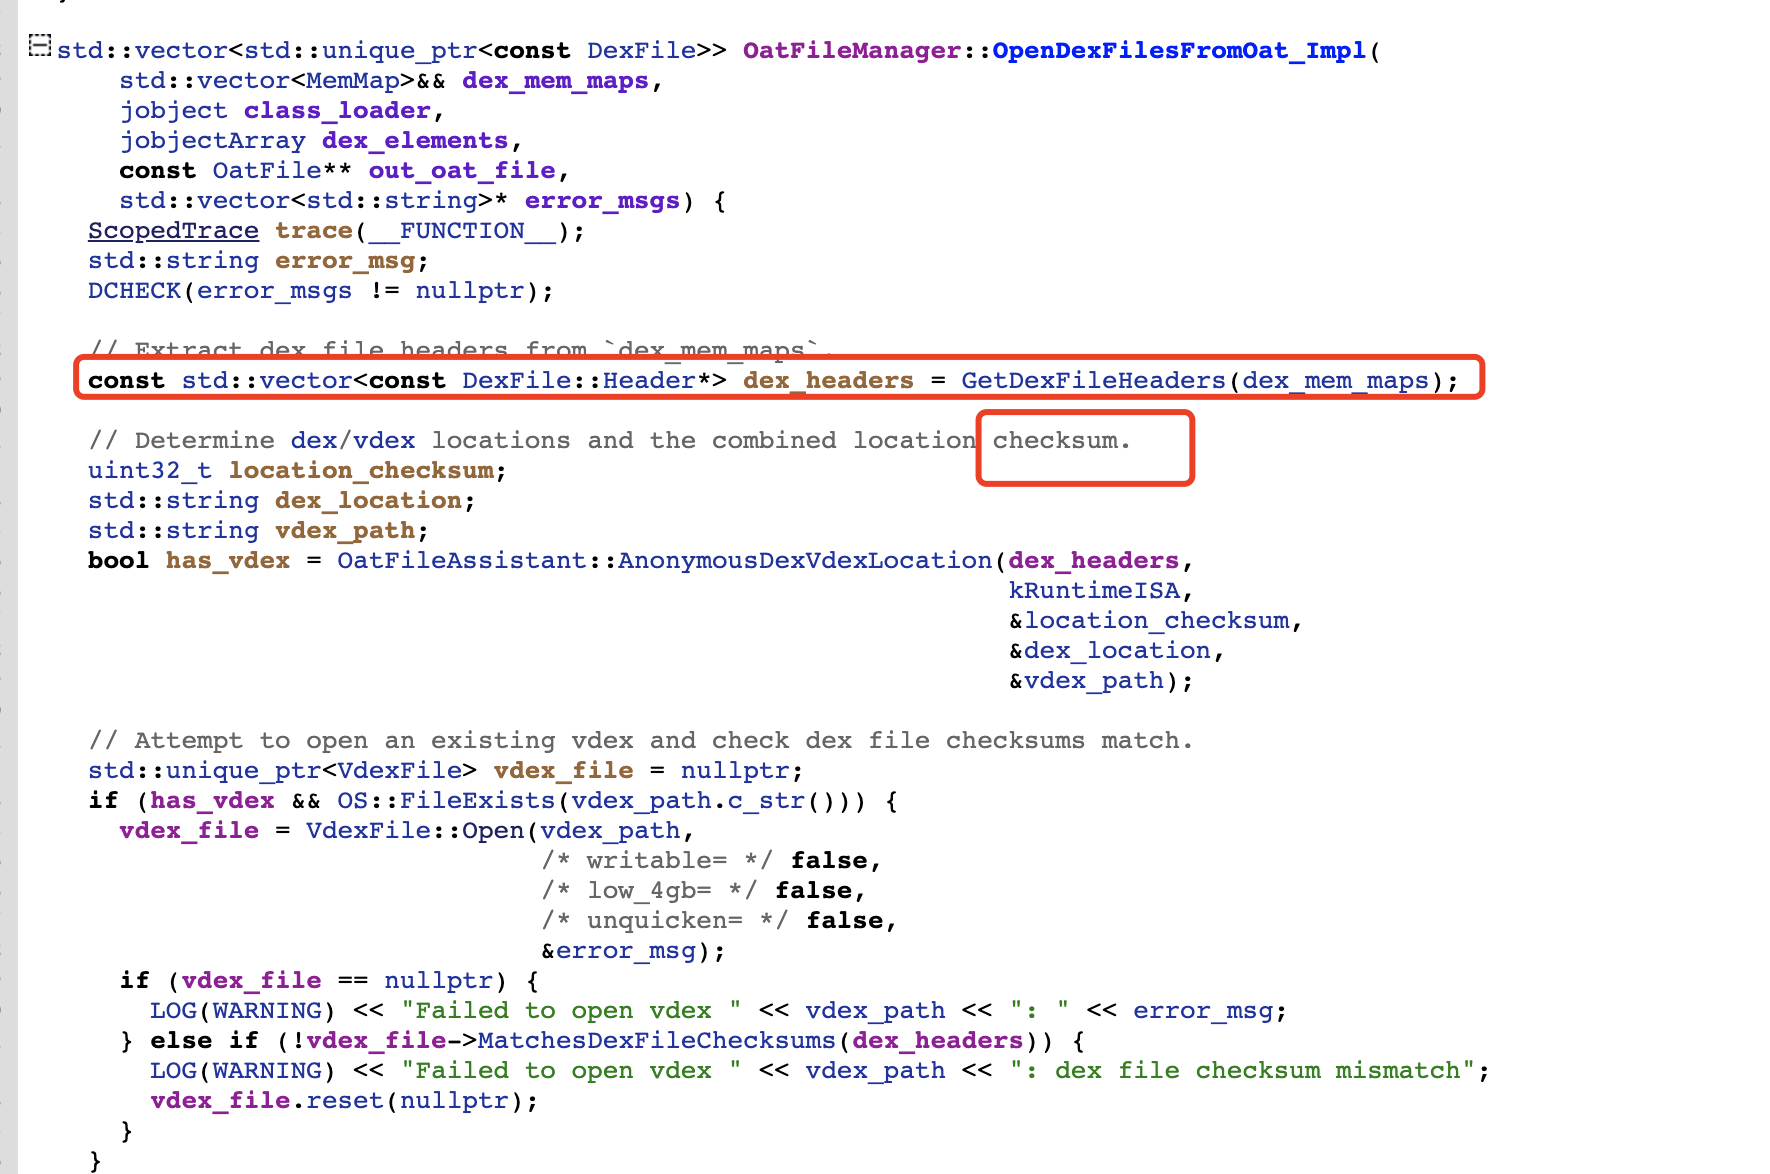 std::vector<std::unique_ptr<const DexFile>> OatFileManager::OpenDexFilesFromOat_Impl(
    std::vector<MemMap>&& dex_mem_maps,
    jobject class_loader,
    jobjectArray dex_elements,
    const OatFile** out_oat_file,
    std::vector<std::string>* error_msgs) {
  ScopedTrace trace(__FUNCTION__);
  std::string error_msg;
  DCHECK(error_msgs != nullptr);
  // Extract dex file headers from `dex_mem_maps`.
  const std::vector<const DexFile::Header*> dex_headers = GetDexFileHeaders(dex_mem_maps);
  // Determine dex/vdex locations and the combined location checksum.
  uint32_t location_checksum;
  std::string dex_location;
  std::string vdex_path;
  bool has_vdex = OatFileAssistant::AnonymousDexVdexLocation(dex_headers,
                                                             kRuntimeISA,
                                                             &location_checksum,
                                                             &dex_location,
                                                             &vdex_path);
  // Attempt to open an existing vdex and check dex file checksums match.
  std::unique_ptr<VdexFile> vdex_file = nullptr;
  if (has_vdex && OS::FileExists(vdex_path.c_str())) {
    vdex_file = VdexFile::Open(vdex_path,
                               /* writable= */ false,
                               /* low_4gb= */ false,
                               /* unquicken= */ false,
                               &error_msg);
    if (vdex_file == nullptr) {
      LOG(WARNING) << "Failed to open vdex " << vdex_path << ": " << error_msg;
    } else if (!vdex_file->MatchesDexFileChecksums(dex_headers)) {
      LOG(WARNING) << "Failed to open vdex " << vdex_path << ": dex file checksum mismatch";
      vdex_file.reset(nullptr);
    }
  }